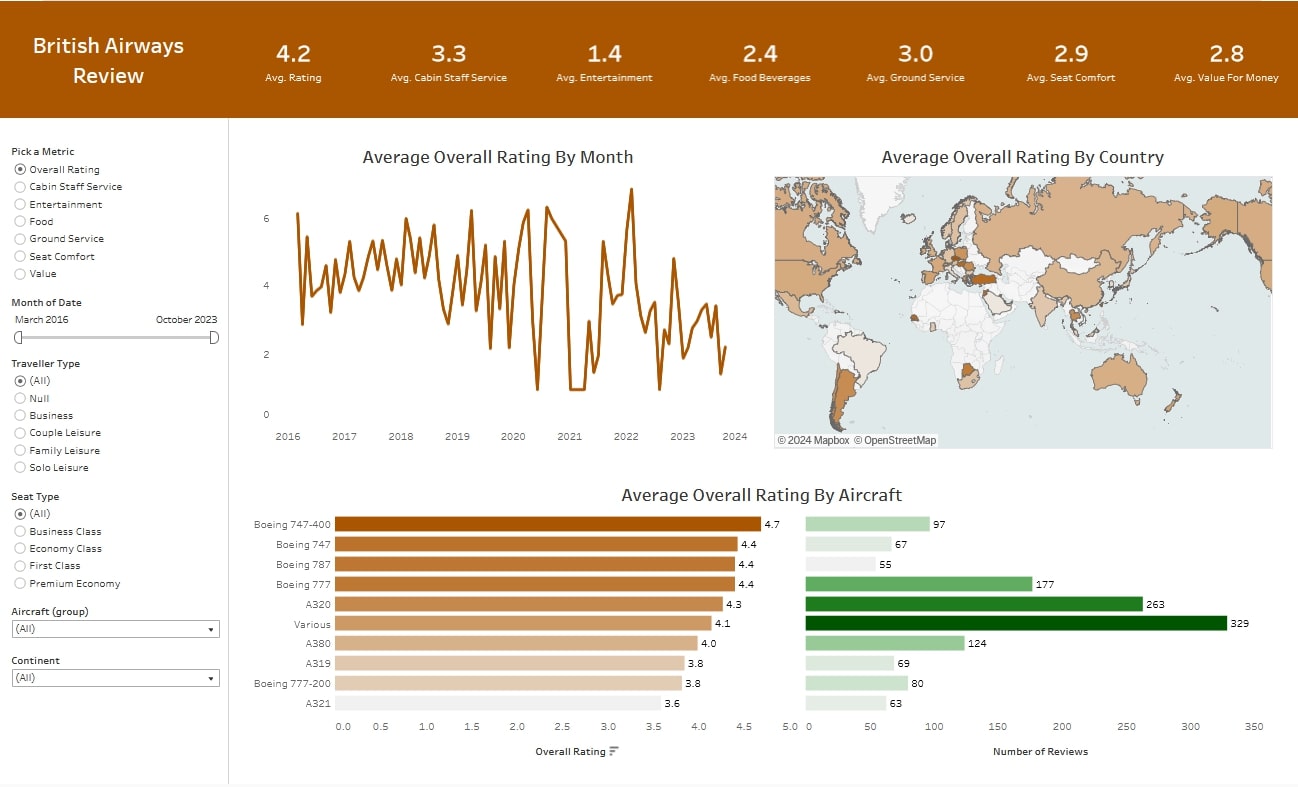 British Airways
Review
4.2
Avg. Rating
3.3
Avg. Cabin Staff Service
1.4
Avg. Entertainment
2.4
Avg. Food Beverages
3.0
Avg. Ground Service
2.9
Avg. Seat Comfort
2.8
Avg. Value For Money
Pick a Metric
Overall Rating
Cabin Staff Service
Entertainment
Food
Ground Service
Seat Comfort
Value
Month of Date
March 2016 October 2023
Traveller Type
(All)
Null
Business
Couple Leisure
Family Leisure
Solo Leisure
Seat Type
(All)
Business Class
Economy Class
First Class
Premium Economy
Aircraft (group)
(All)
Continent
(All)
Average Overall Rating By Month
6
4
2
0
2016 2017 2018 2019 2020 2021 2022 2023 2024
Average Overall Rating By Country
© 2024 Mapbox © OpenStreetMap
Average Overall Rating By Aircraft
Boeing 747-400 4.7 97
Boeing 747 4.4 67
Boeing 787 4.4 55
Boeing 777 4.4 177
A320 4.3 263
Various 4.1 329
A380 4.0 124
A319 3.8 69
Boeing 777-200 3.8 80
A321 3.6 63
0.0 0.5 1.0 1.5 2.0 2.5 3.0 3.5 4.0 4.5 5.0 0 50 100 150 200 250 300 350
Overall Rating Number of Reviews